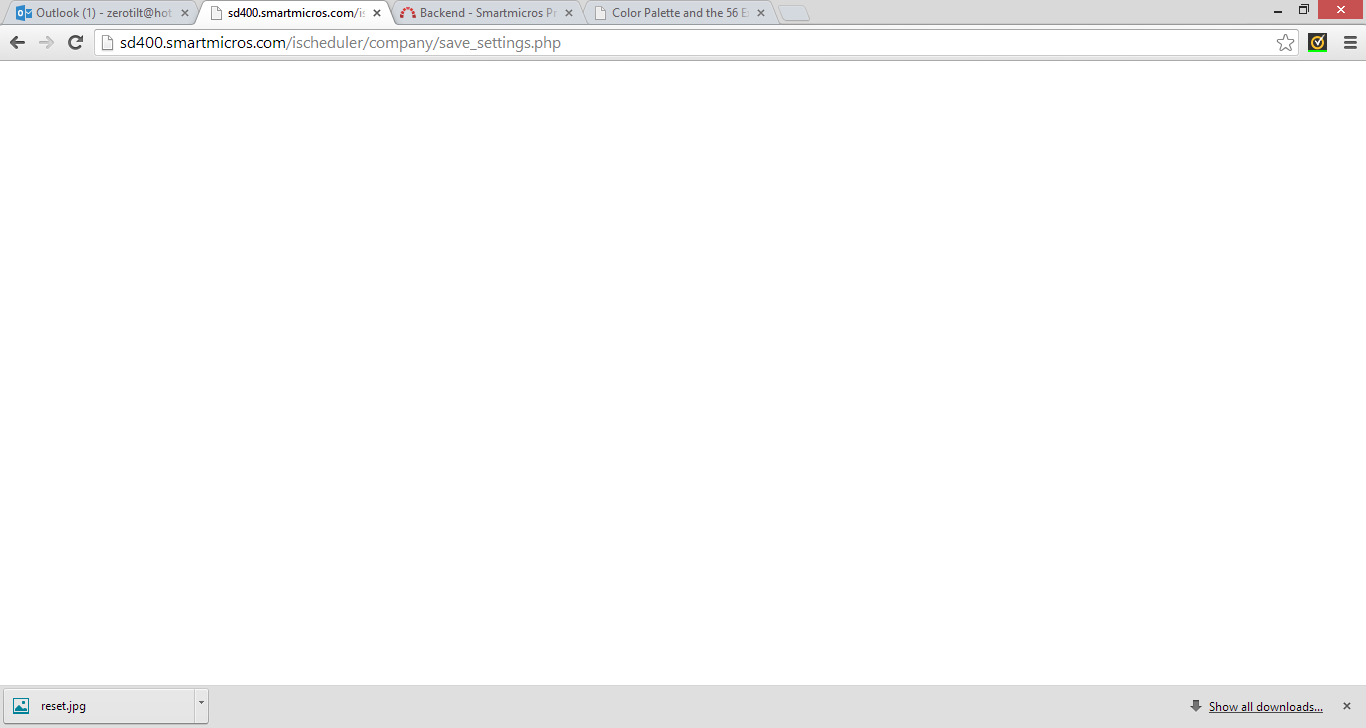 Outlook (1) - zerotilt@hot
sd400.smartmicros.com/is
Backend - Smartmicros Pr
Color Palette and the 56 E
sd400.smartmicros.com/ischeduler/company/save_settings.php
reset.jpg
Show all downloads...